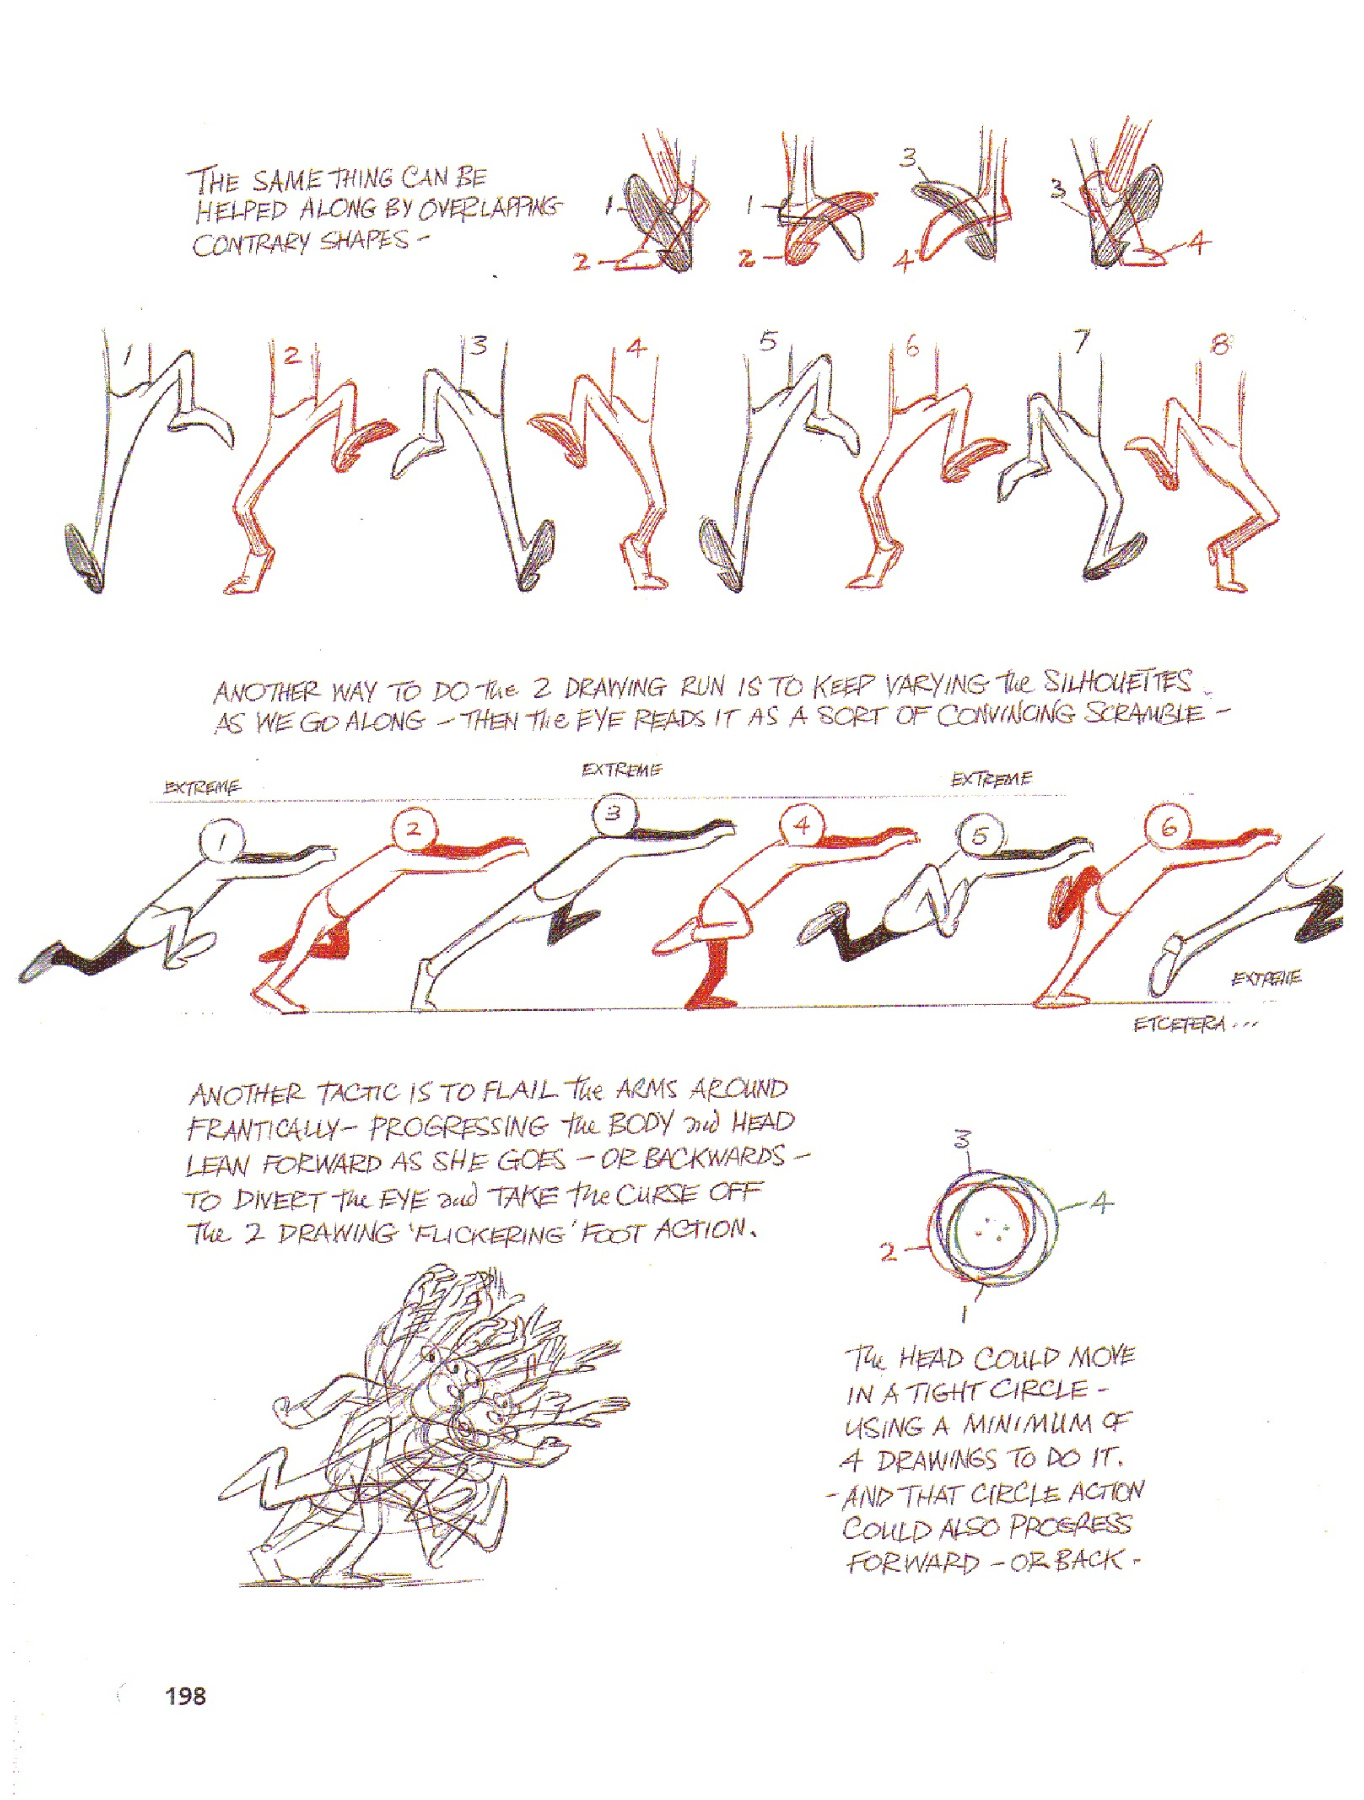 THE SAME THING CAN BE
HELPED ALONG BY OVERLAPPING
CONTRARY SHAPES -
1 2
1 2
3 4
3 4
1 2 3 4 5 6 7 8
ANOTHER WAY TO DO the 2 DRAWING RUN IS TO KEEP VARYING the SILHOUETTES
AS WE GO ALONG - THEN the EYE READS IT AS A SORT OF CONVINCING SCRAMBLE -
EXTREME EXTREME EXTREME
1 2 3 4 5 6
EXTREME
ETCETERA...
ANOTHER TACTIC IS TO FLAIL the ARMS AROUND
FRANTICALLY - PROGRESSING the BODY and HEAD
LEAN FORWARD AS SHE GOES - OR BACKWARDS -
TO DIVERT the EYE and TAKE the CURSE OFF
The 2 DRAWING 'FLICKERING' FOOT ACTION.
3
4
2
1
The HEAD COULD MOVE
IN A TIGHT CIRCLE -
USING A MINIMUM OF
4 DRAWINGS TO DO IT.
- AND THAT CIRCLE ACTION
COULD ALSO PROGRESS
FORWARD - OR BACK -
198